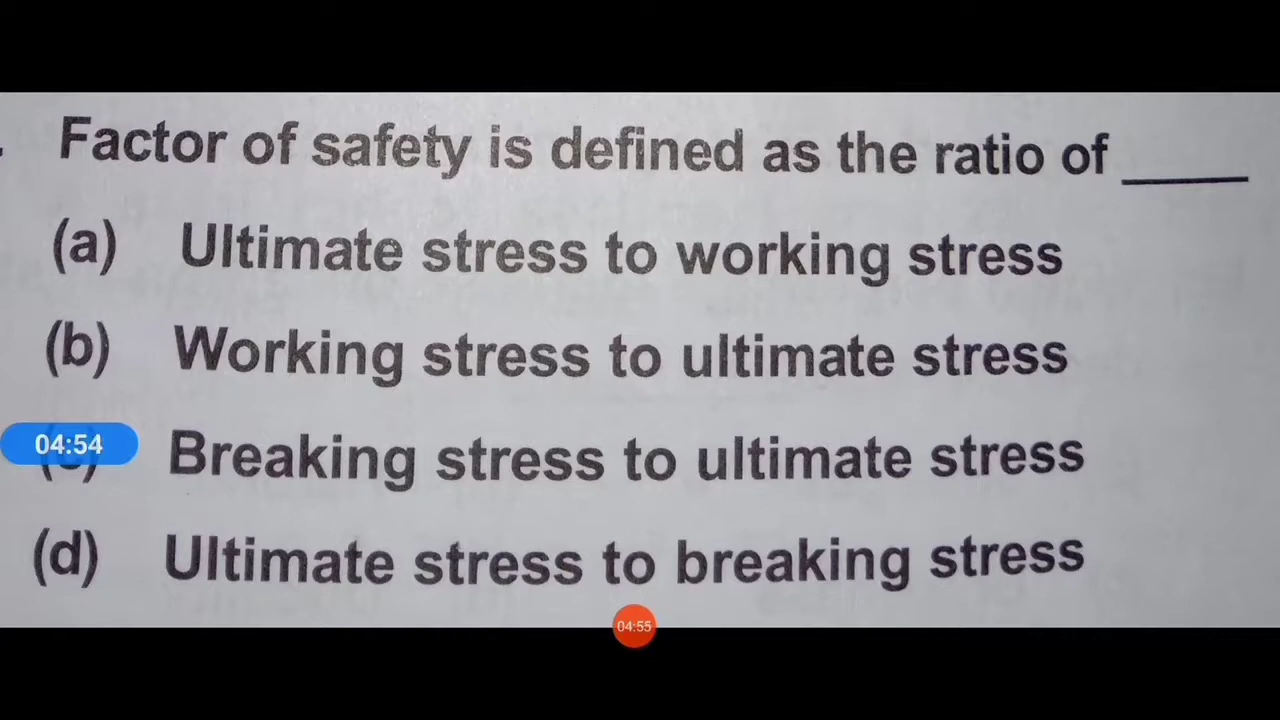 Factor of safety is defined as the ratio of _____
(a) Ultimate stress to working stress
(b) Working stress to ultimate stress
04:54
Breaking stress to ultimate stress
(d) Ultimate stress to breaking stress
04:55